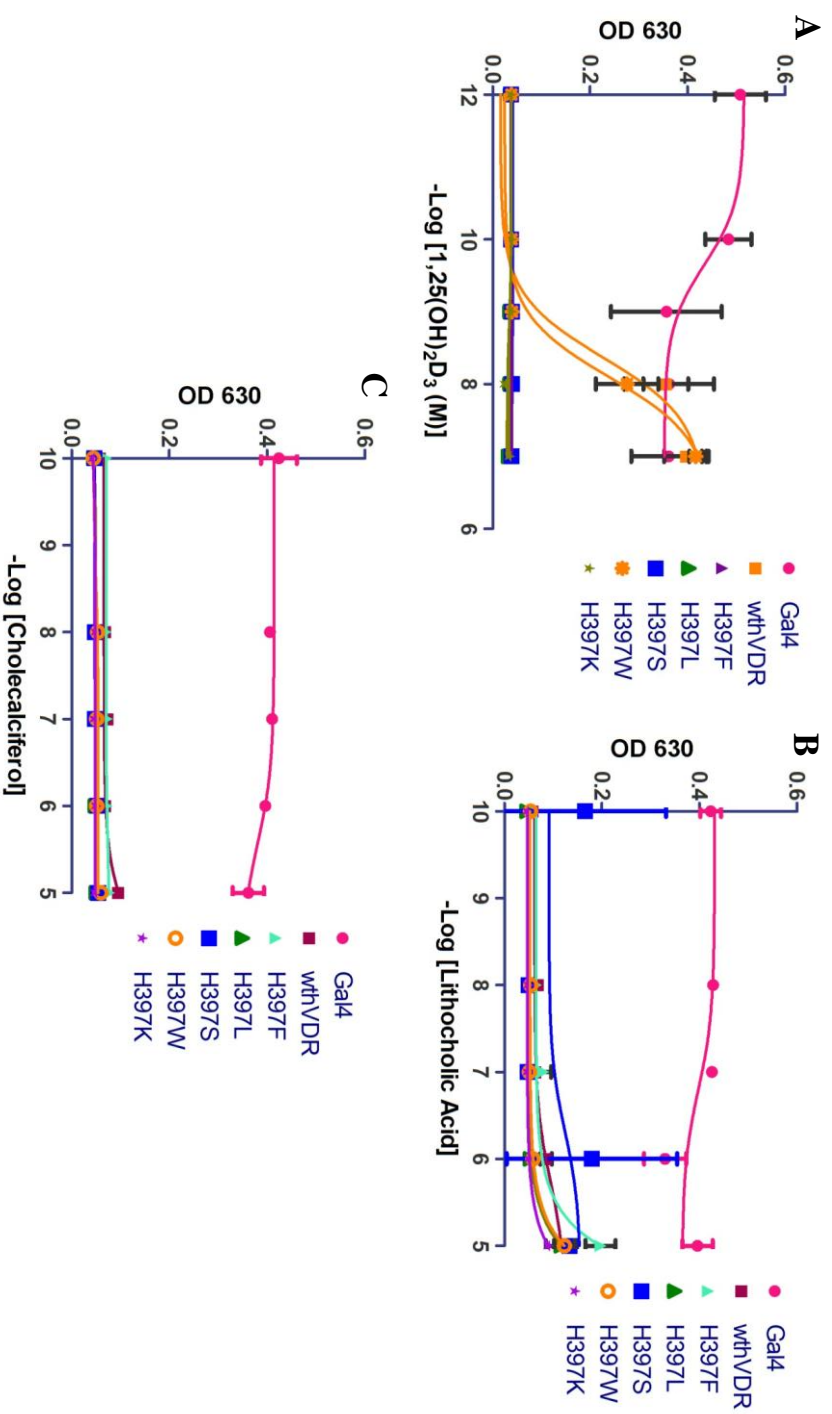 A
OD 630
0.6
0.4
0.2
0.0
12
10
8
6
-Log [1,25(OH)₂D₃ (M)]
Gal4
wthVDR
H397F
H397L
H397S
H397W
H397K
B
OD 630
0.6
0.4
0.2
0.0
10
9
8
7
6
5
-Log [Lithocholic Acid]
Gal4
wthVDR
H397F
H397L
H397S
H397W
H397K
C
OD 630
0.6
0.4
0.2
0.0
10
9
8
7
6
5
-Log [Cholecalciferol]
Gal4
wthVDR
H397F
H397L
H397S
H397W
H397K